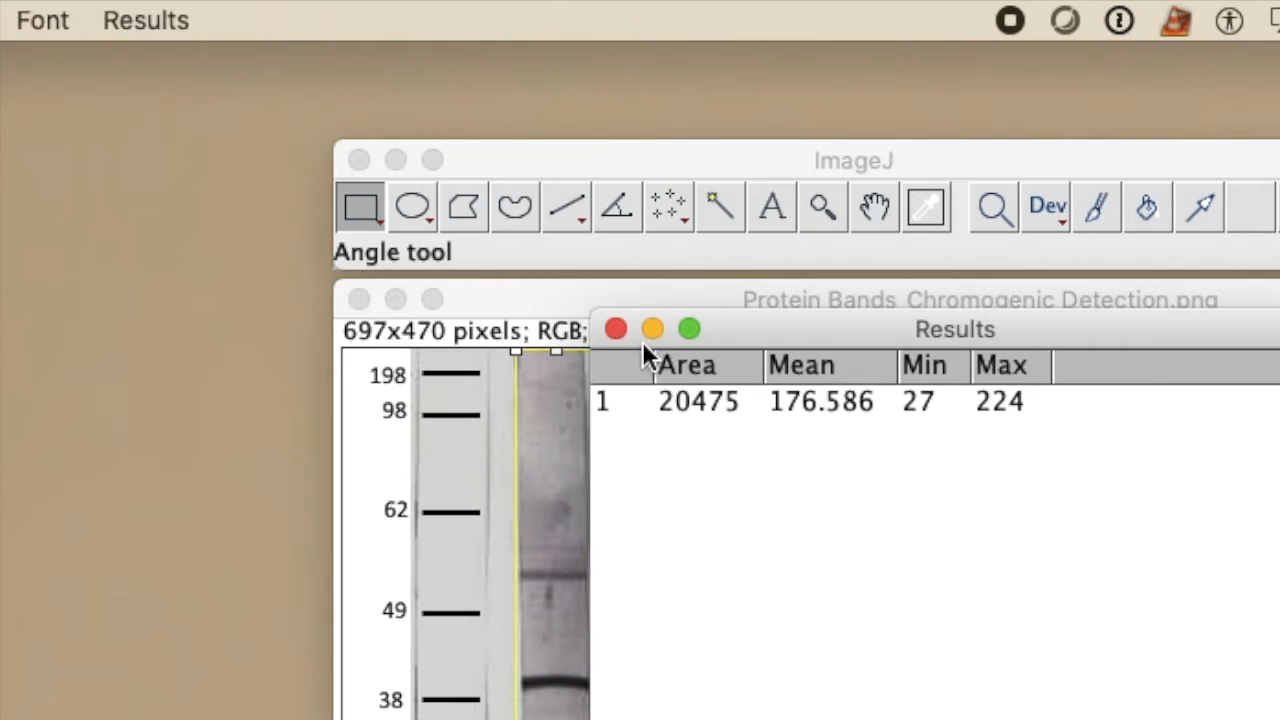 Font Results
ImageJ
Dev
Angle tool
Protein Bands Chromogenic Detection.png
697x470 pixels; RGB;
Results
Area Mean Min Max
1 20475 176.586 27 224
198
98
62
49
38